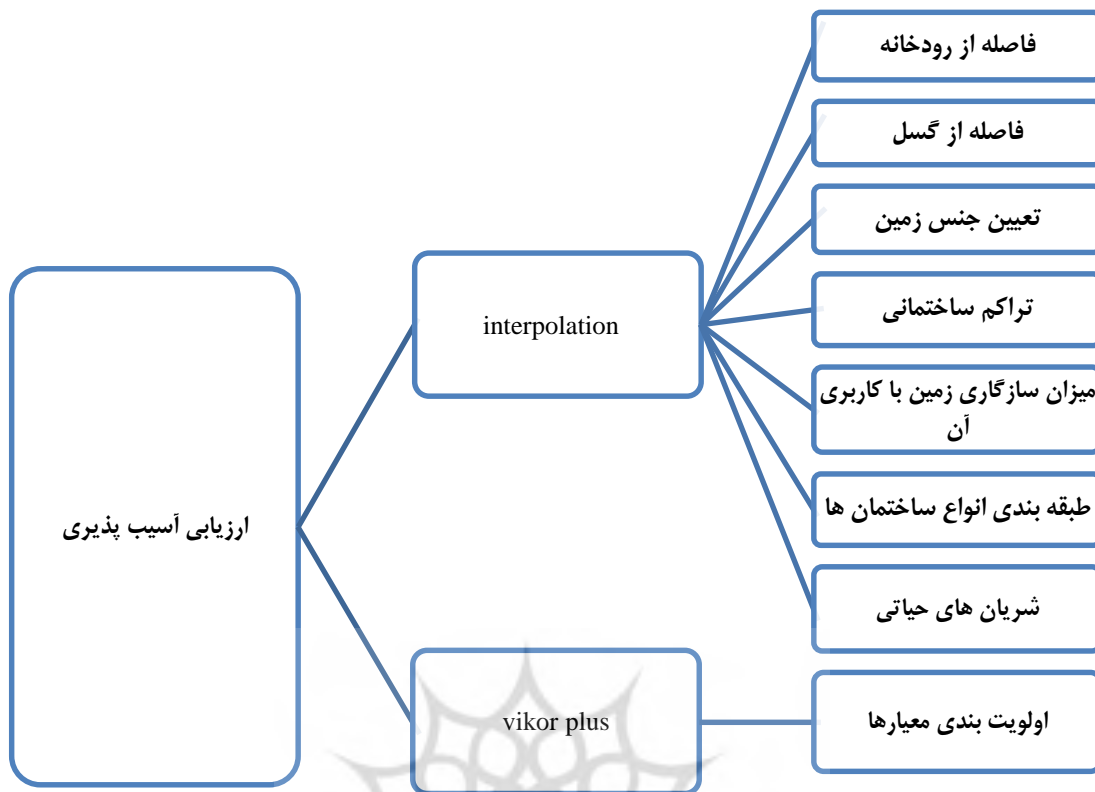 فاصله از رودخانه
فاصله از گسل
تعیین جنس زمین
تراکم ساختمانی
میزان سازگاری زمین با کاربری
آن
طبقه بندی انواع ساختمان ها
شریان های حیاتی
اولویت بندی معیارها
interpolation
vikor plus
ارزیابی آسیب پذیری